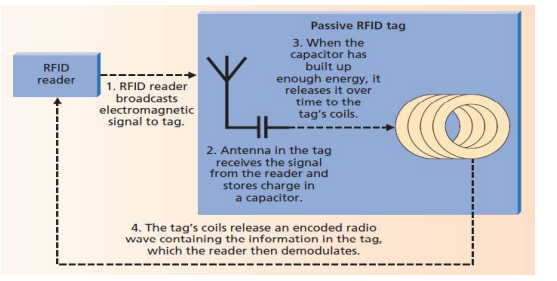 Passive RFID tag
RFID
reader
1. RFID reader
broadcasts
electromagnetic
signal to tag.
2. Antenna in the tag
receives the signal
from the reader and
stores charge in
a capacitor.
3. When the
capacitor has
built up
enough energy, it
releases it over
time to the
tag's coils.
4. The tag's coils release an encoded radio
wave containing the information in the tag,
which the reader then demodulates.